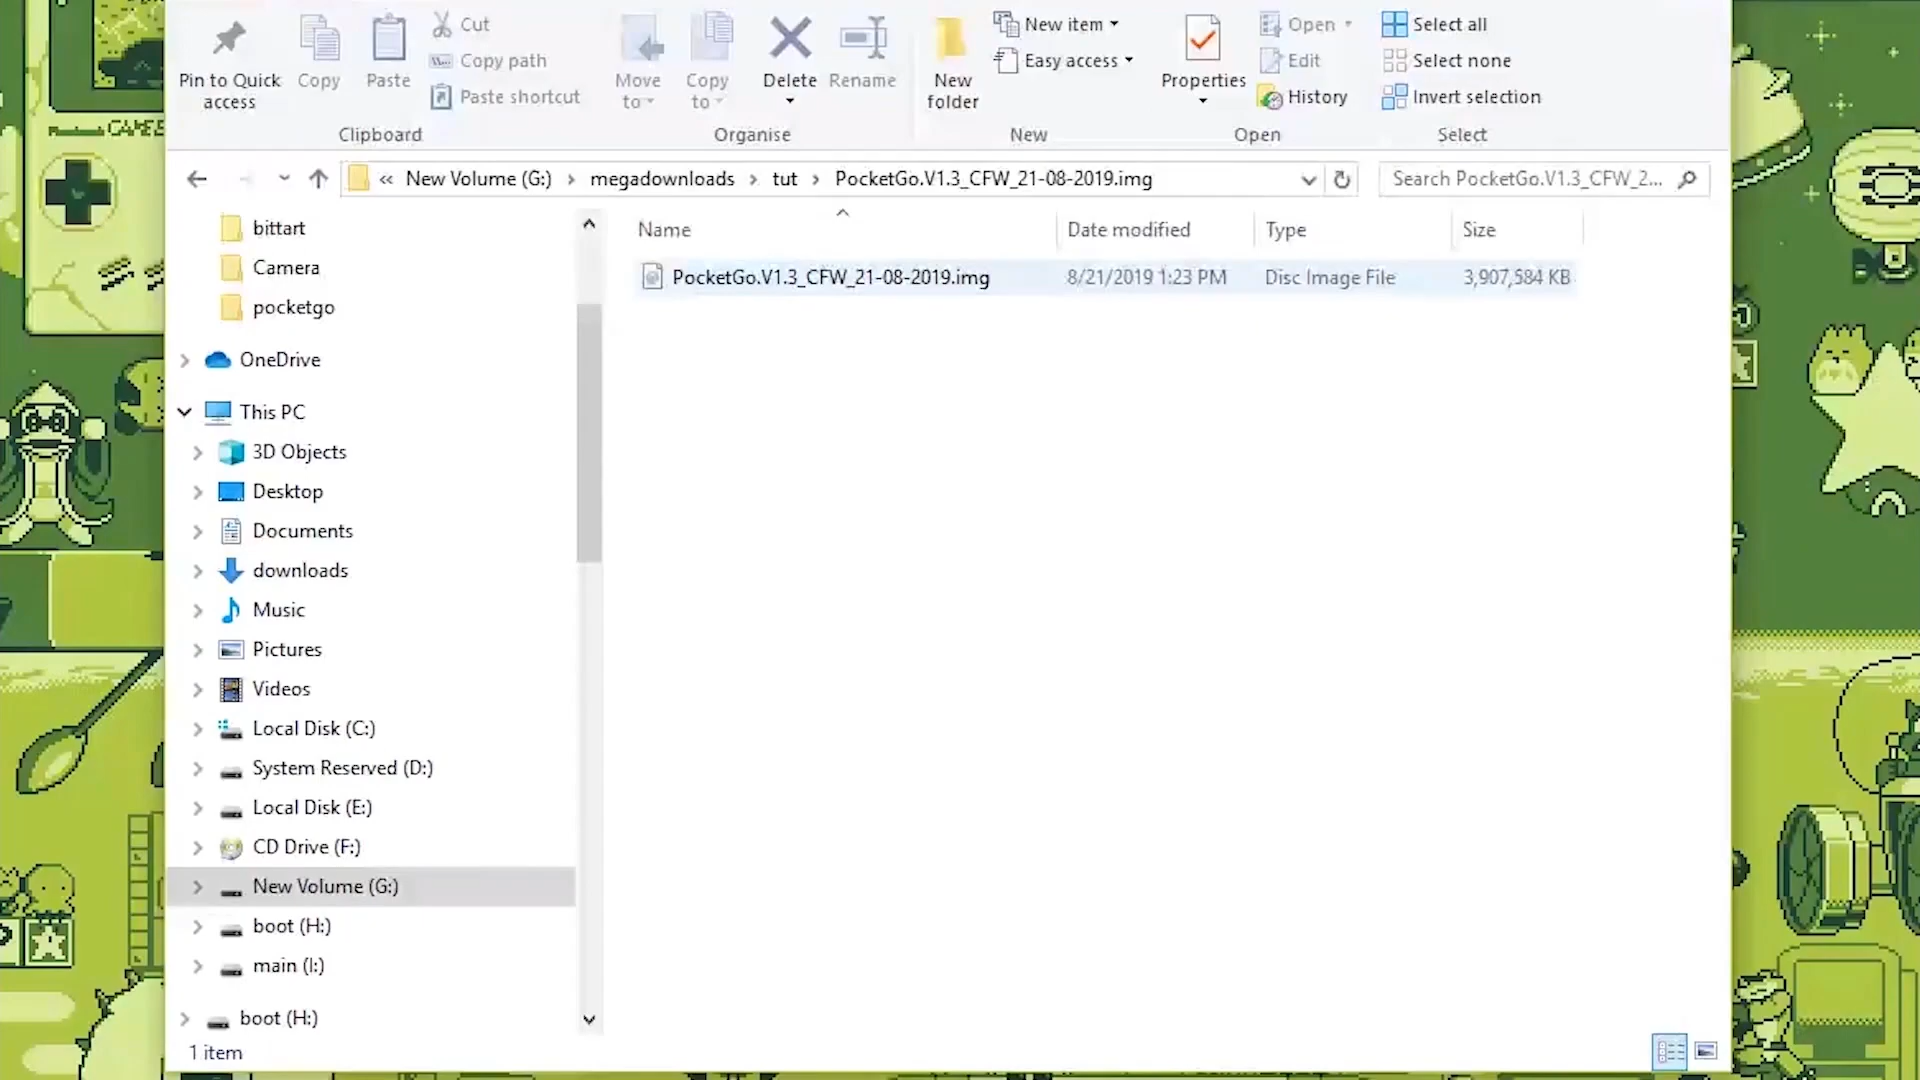 Cut
New item
Open
Select all
Copy path
Easy access
Edit
Select none
Pin to Quick access
Copy
Paste
Paste shortcut
Move to
Copy to
Delete
Rename
New folder
Properties
History
Invert selection
Clipboard
Organise
New
Open
Select
« New Volume (G:) › megadownloads › tut › PocketGo.V1.3_CFW_21-08-2019.img
Search PocketGo.V1.3_CFW_2...
Name Date modified Type Size
PocketGo.V1.3_CFW_21-08-2019.img 8/21/2019 1:23 PM Disc Image File 3,907,584 KB
bittart
Camera
pocketgo
OneDrive
This PC
3D Objects
Desktop
Documents
downloads
Music
Pictures
Videos
Local Disk (C:)
System Reserved (D:)
Local Disk (E:)
CD Drive (F:)
New Volume (G:)
boot (H:)
main (I:)
boot (H:)
1 item